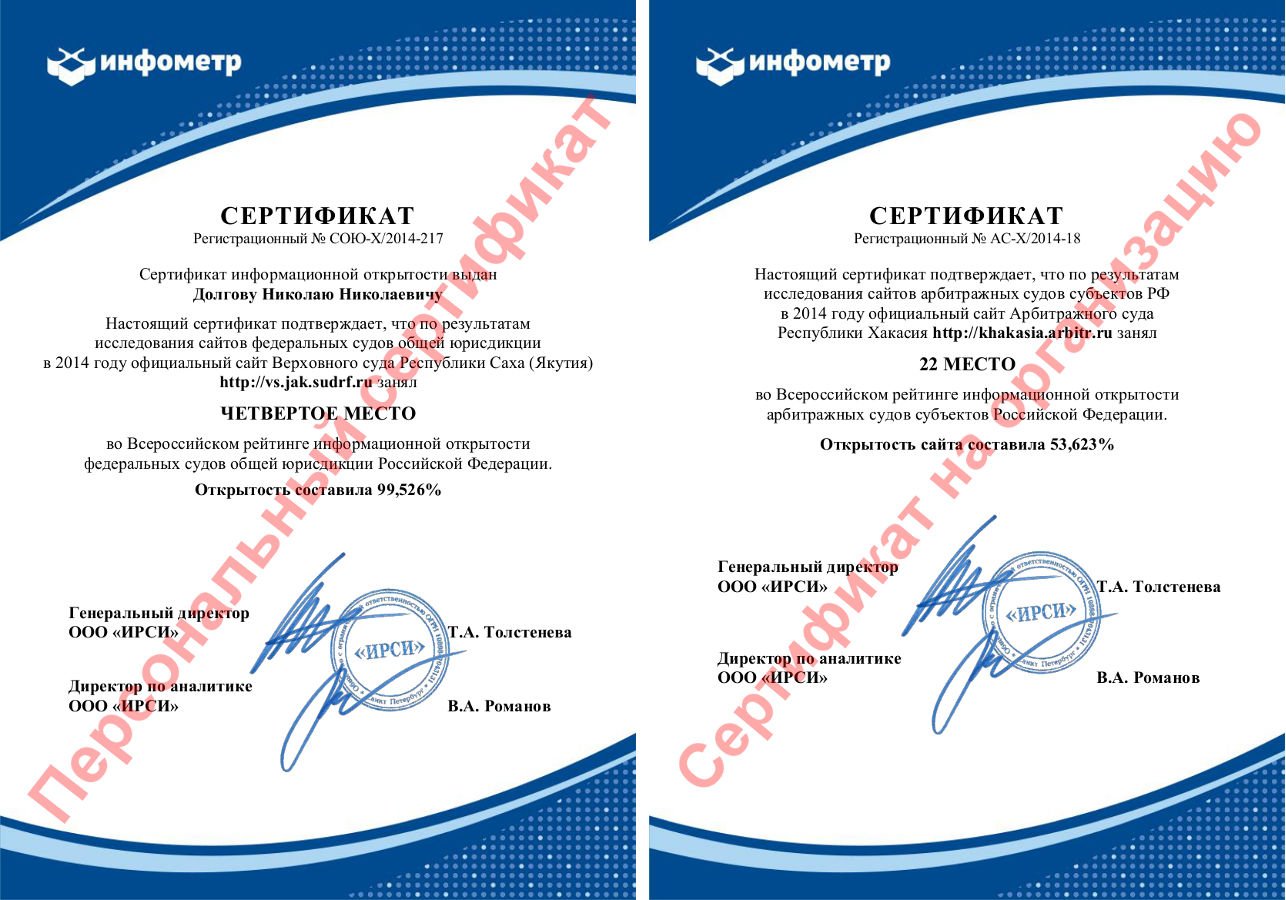 инфометр
СЕРТИФИКАТ
Регистрационный № СОЮ-Х/2014-217
Сертификат информационной открытости выдан
Долгову Николаю Николаевичу
Настоящий сертификат подтверждает, что по результатам
исследования сайтов федеральных судов общей юрисдикции
в 2014 году официальный сайт Верховного суда Республики Саха (Якутия)
http://vs.jak.sudrf.ru занял
ЧЕТВЕРТОЕ МЕСТО
во Всероссийском рейтинге информационной открытости
федеральных судов общей юрисдикции Российской Федерации.
Открытость составила 99,526%
Генеральный директор
ООО «ИРСИ»
Т.А. Толстенева
Директор по аналитике
ООО «ИРСИ»
В.А. Романов
«ИРСИ»
Персональный сертификат
инфометр
СЕРТИФИКАТ
Регистрационный № АС-Х/2014-18
Настоящий сертификат подтверждает, что по результатам
исследования сайтов арбитражных судов субъектов РФ
в 2014 году официальный сайт Арбитражного суда
Республики Хакасия http://khakasia.arbitr.ru занял
22 МЕСТО
во Всероссийском рейтинге информационной открытости
арбитражных судов субъектов Российской Федерации.
Открытость сайта составила 53,623%
Генеральный директор
ООО «ИРСИ»
Т.А. Толстенева
Директор по аналитике
ООО «ИРСИ»
В.А. Романов
«ИРСИ»
Сертификат на организацию